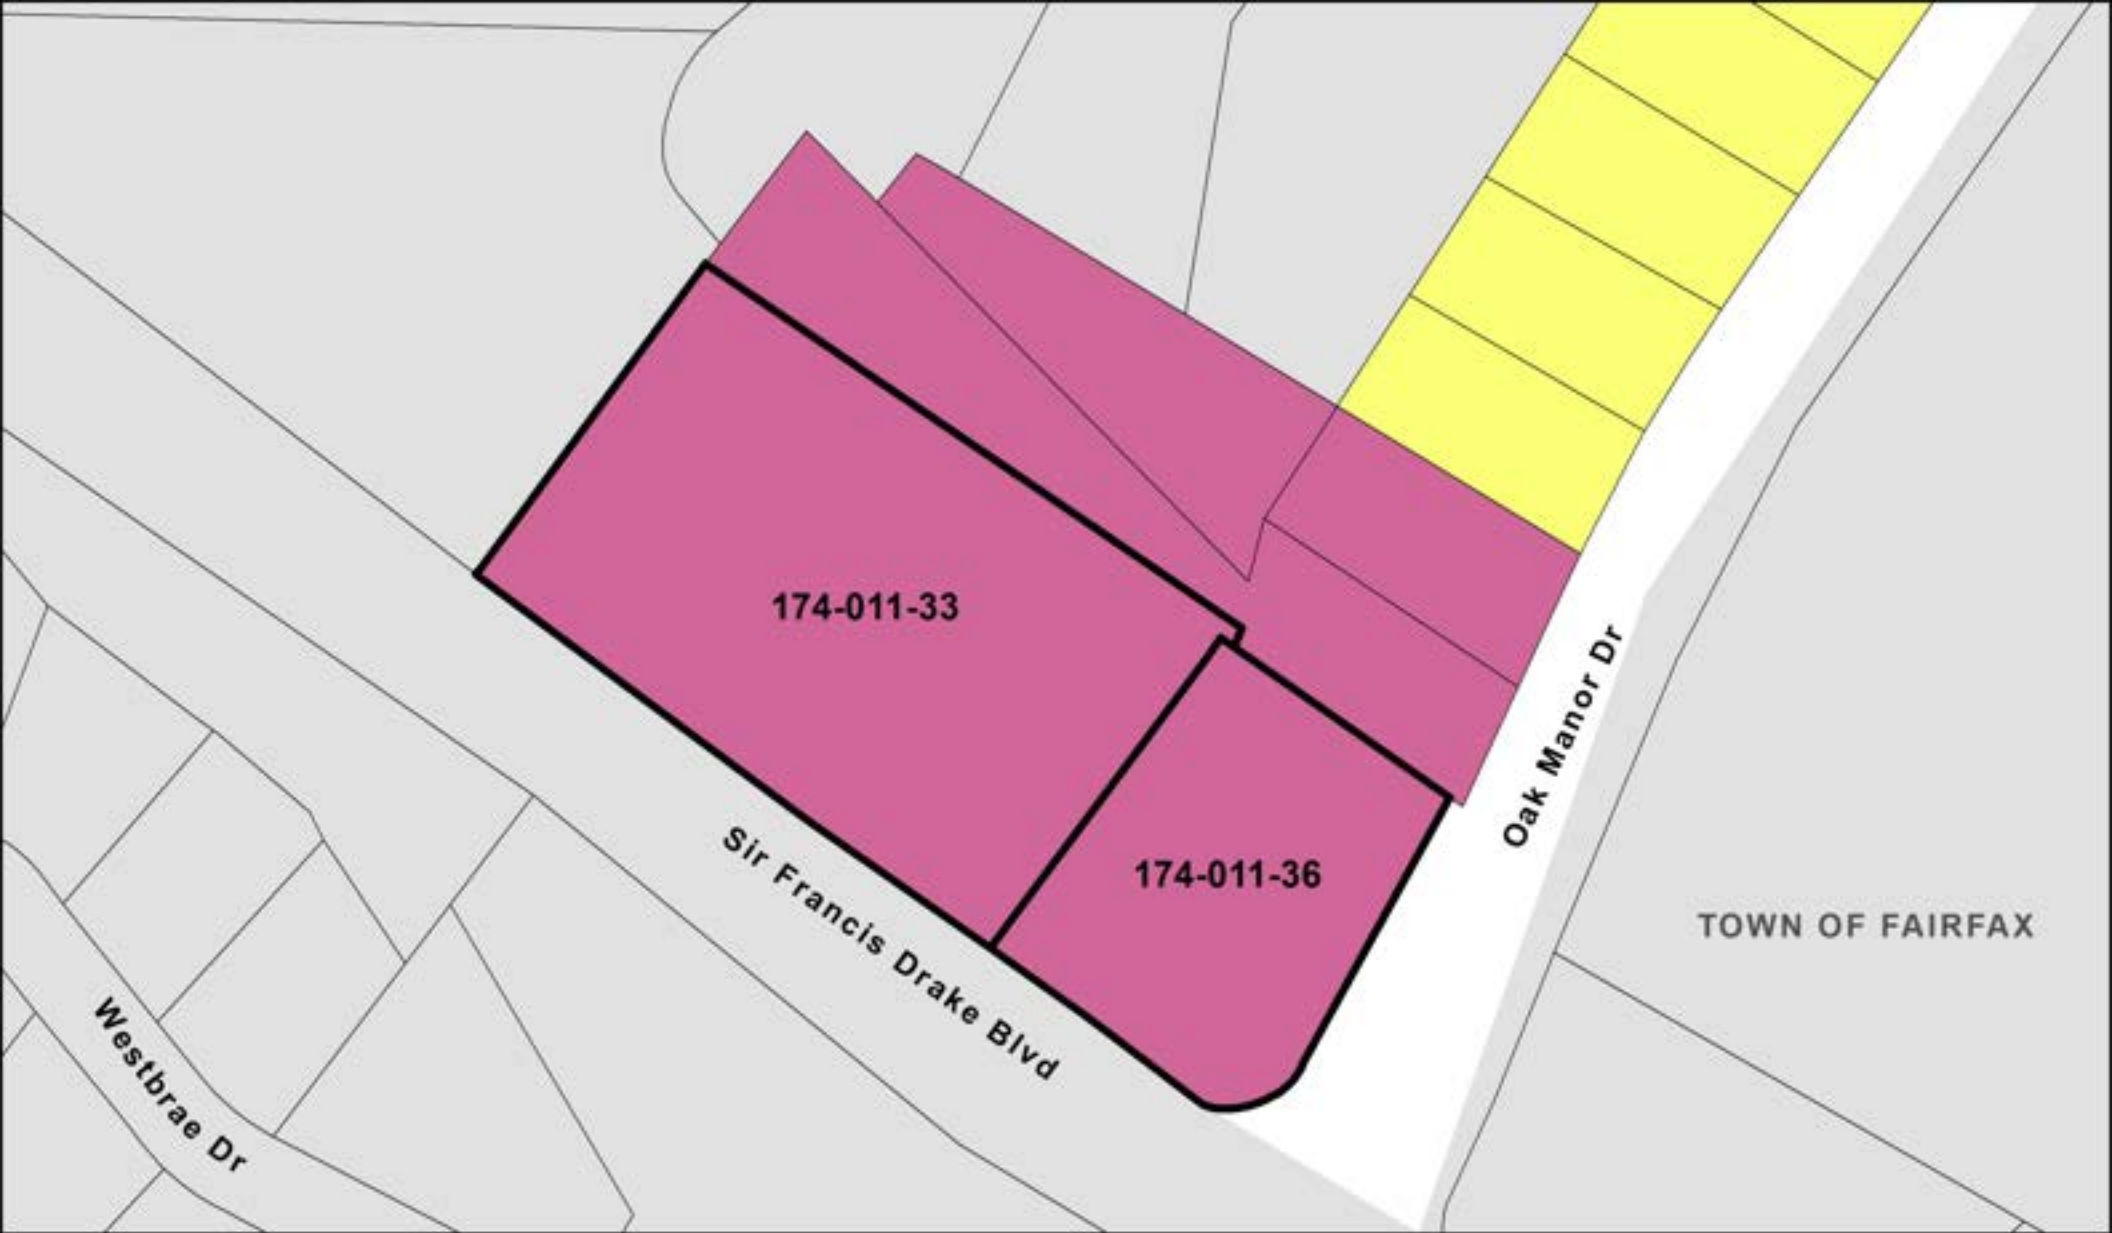 174-011-33
Oak Manor Dr
174-011-36
Sir Francis Drake Blvd
TOWN OF FAIRFAX
Westbrae Dr